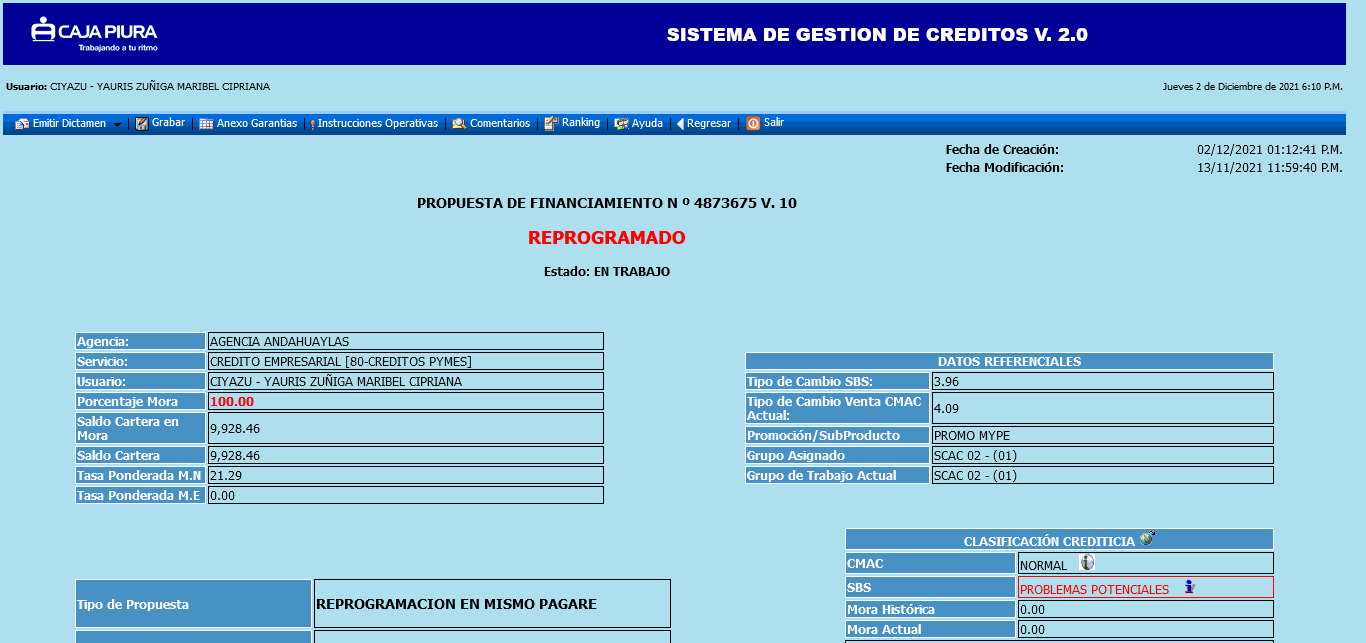 CAJA PIURA
Trabajando a tu ritmo
SISTEMA DE GESTION DE CREDITOS V. 2.0
Usuario: CIYAZU - YAURIS ZUÑIGA MARIBEL CIPRIANA
Jueves 2 de Diciembre de 2021 6:10 P.M.
Emitir Dictamen | Grabar | Anexo Garantias | Instrucciones Operativas | Comentarios | Ranking | Ayuda | Regresar | Salir
Fecha de Creación: 02/12/2021 01:12:41 P.M.
Fecha Modificación: 13/11/2021 11:59:40 P.M.
PROPUESTA DE FINANCIAMIENTO N º 4873675 V. 10
REPROGRAMADO
Estado: EN TRABAJO
Agencia: AGENCIA ANDAHUAYLAS
Servicio: CREDITO EMPRESARIAL [80-CREDITOS PYMES]
Usuario: CIYAZU - YAURIS ZUÑIGA MARIBEL CIPRIANA
Porcentaje Mora 100.00
Saldo Cartera en
Mora 9,928.46
Saldo Cartera 9,928.46
Tasa Ponderada M.N 21.29
Tasa Ponderada M.E 0.00
DATOS REFERENCIALES
Tipo de Cambio SBS: 3.96
Tipo de Cambio Venta CMAC
Actual: 4.09
Promoción/SubProducto PROMO MYPE
Grupo Asignado SCAC 02 - (01)
Grupo de Trabajo Actual SCAC 02 - (01)
CLASIFICACIÓN CREDITICIA
CMAC NORMAL
SBS PROBLEMAS POTENCIALES
Mora Histórica 0.00
Mora Actual 0.00
Tipo de Propuesta REPROGRAMACION EN MISMO PAGARE